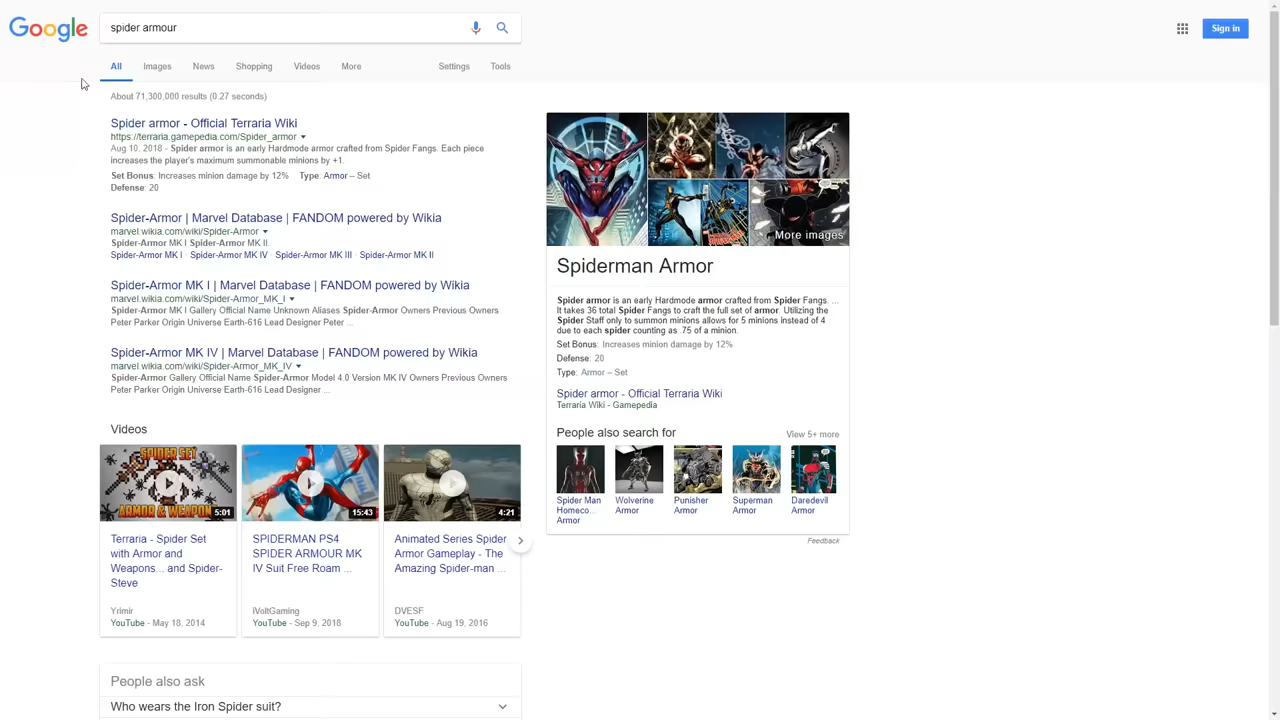 Google
spider armour
Sign in
All Images News Shopping Videos More Settings Tools
About 71,300,000 results (0.27 seconds)
Spider armor - Official Terraria Wiki
https://terraria.gamepedia.com/Spider_armor
Aug 10, 2018 - Spider armor is an early Hardmode armor crafted from Spider Fangs. Each piece
increases the player's maximum summonable minions by +1.
Set Bonus: Increases minion damage by 12% Type: Armor – Set
Defense: 20
Spider-Armor | Marvel Database | FANDOM powered by Wikia
marvel.wikia.com/wiki/Spider-Armor
Spider-Armor MK I Spider-Armor MK II.
Spider-Armor MK I · Spider-Armor MK IV · Spider-Armor MK III · Spider-Armor MK II
Spider-Armor MK I | Marvel Database | FANDOM powered by Wikia
marvel.wikia.com/wiki/Spider-Armor_MK_I
Spider-Armor MK I Gallery Official Name Unknown Aliases Spider-Armor Owners Previous Owners
Peter Parker Origin Universe Earth-616 Lead Designer Peter ...
Spider-Armor MK IV | Marvel Database | FANDOM powered by Wikia
marvel.wikia.com/wiki/Spider-Armor_MK_IV
Spider-Armor Gallery Official Name Spider-Armor Model 4.0 Version MK IV Owners Previous Owners
Peter Parker Origin Universe Earth-616 Lead Designer ...
Videos
SPIDER SET
ARMOR & WEAPON
5:01
15:43
4:21
Terraria - Spider Set
with Armor and
Weapons... and Spider-
Steve
Yrimir
YouTube - May 18, 2014
SPIDERMAN PS4
SPIDER ARMOUR MK
IV Suit Free Roam ...
iVoltGaming
YouTube - Sep 9, 2018
Animated Series Spider
Armor Gameplay - The
Amazing Spider-man ...
DVESF
YouTube - Aug 19, 2016
People also ask
Who wears the Iron Spider suit?
More images
Spiderman Armor
Spider armor is an early Hardmode armor crafted from Spider Fangs. ...
It takes 36 total Spider Fangs to craft the full set of armor. Utilizing the
Spider Staff only to summon minions allows for 5 minions instead of 4
due to each spider counting as .75 of a minion.
Set Bonus: Increases minion damage by 12%
Defense: 20
Type: Armor – Set
Spider armor - Official Terraria Wiki
Terraria Wiki - Gamepedia
People also search for
View 5+ more
Spider Man
Homeco...
Armor
Wolverine
Armor
Punisher
Armor
Superman
Armor
Daredevil
Armor
Feedback